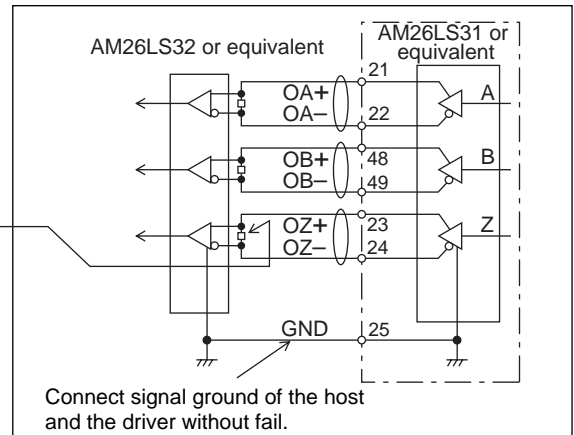 AM26LS32 or equivalent
AM26LS31 or
equivalent
21
OA+
A
OA−
22
OB+
48
B
OB−
49
OZ+
23
Z
OZ−
24
GND
25
Connect signal ground of the host
and the driver without fail.